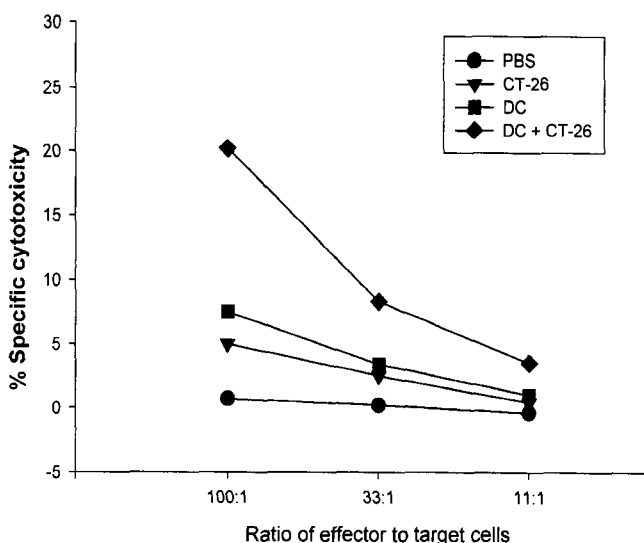 30
25
20
15
10
5
0
-5
% Specific cytotoxicity
PBS
CT-26
DC
DC + CT-26
100:1 33:1 11:1
Ratio of effector to target cells